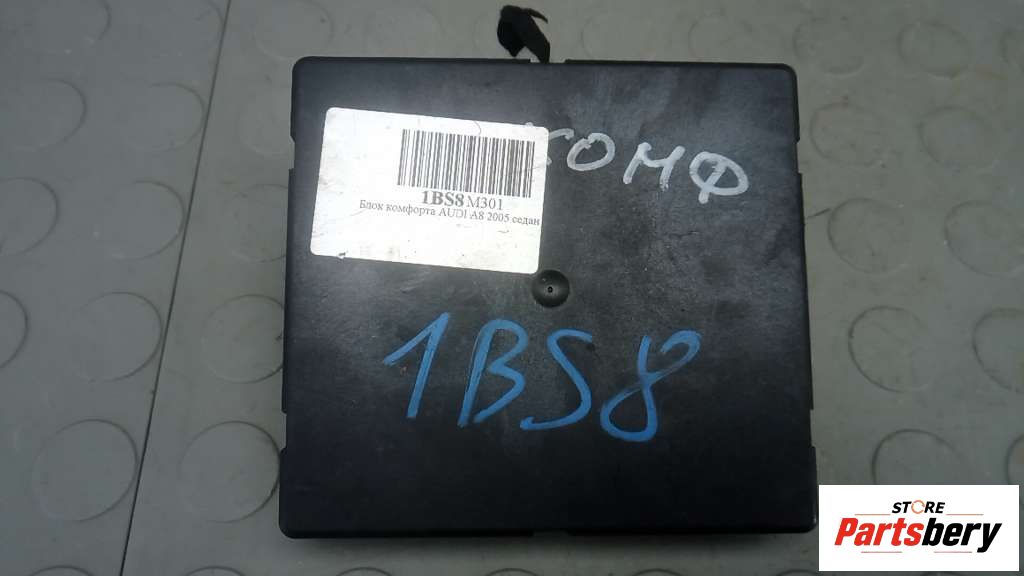 КОМФ
1BS8 M301
Блок комфорта AUDI A8 2005 седан
1BS8
STORE
Partsbery